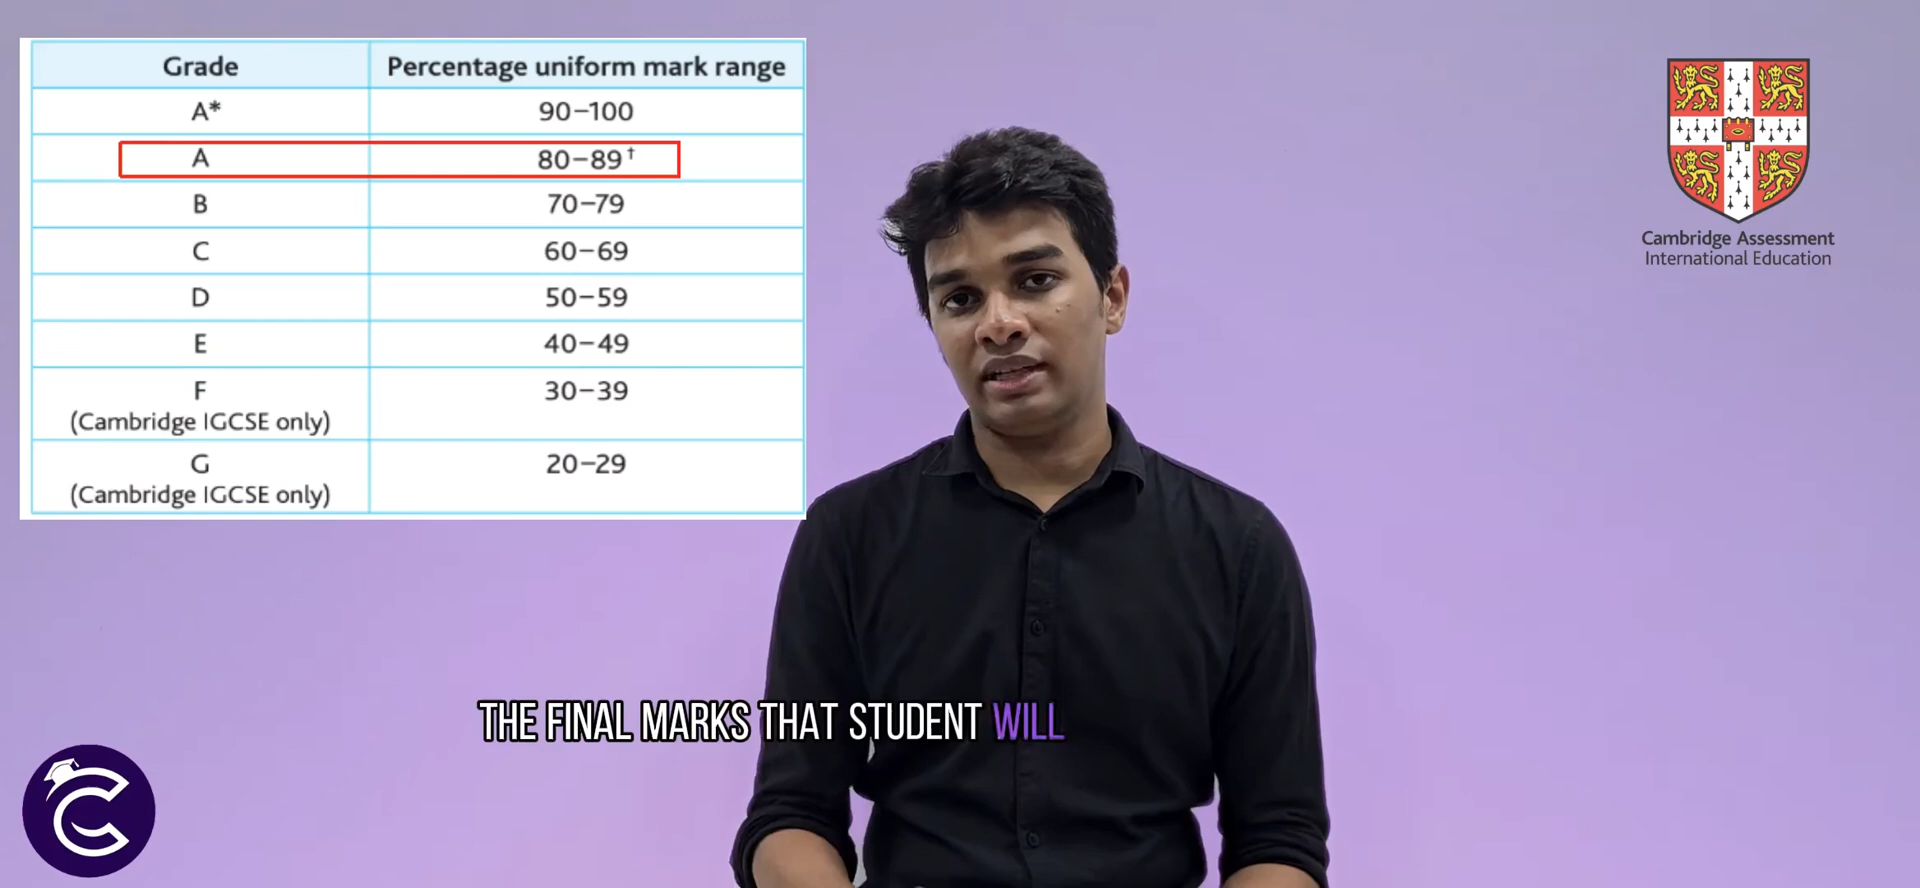 Grade Percentage uniform mark range
A* 90–100
A 80–89†
B 70–79
C 60–69
D 50–59
E 40–49
F 30–39
(Cambridge IGCSE only)
G 20–29
(Cambridge IGCSE only)
Cambridge Assessment
International Education
THE FINAL MARKS THAT STUDENT WILL
C